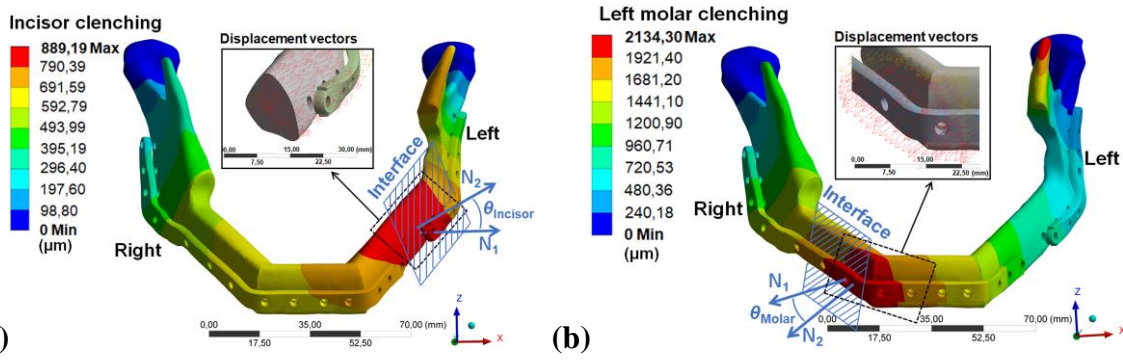 Incisor clenching
889,19 Max
790,39
691,59
592,79
493,99
395,19
296,40
197,60
98,80
0 Min
(µm)
Displacement vectors
0,00 15,00 30,00 (mm)
7,50 22,50
Left
Interface
N2
θIncisor
N1
Right
0,00 35,00 70,00 (mm)
17,50 52,50
Z
X
)
Left molar clenching
2134,30 Max
1921,40
1681,20
1441,10
1200,90
960,71
720,53
480,36
240,18
0 Min
(µm)
Displacement vectors
0,00 15,00
7,50 22,50 (mm)
Left
Right
Interface
N1
θMolar
N2
0,00 35,00 70,00 (mm)
17,50 52,50
Z
X
(b)